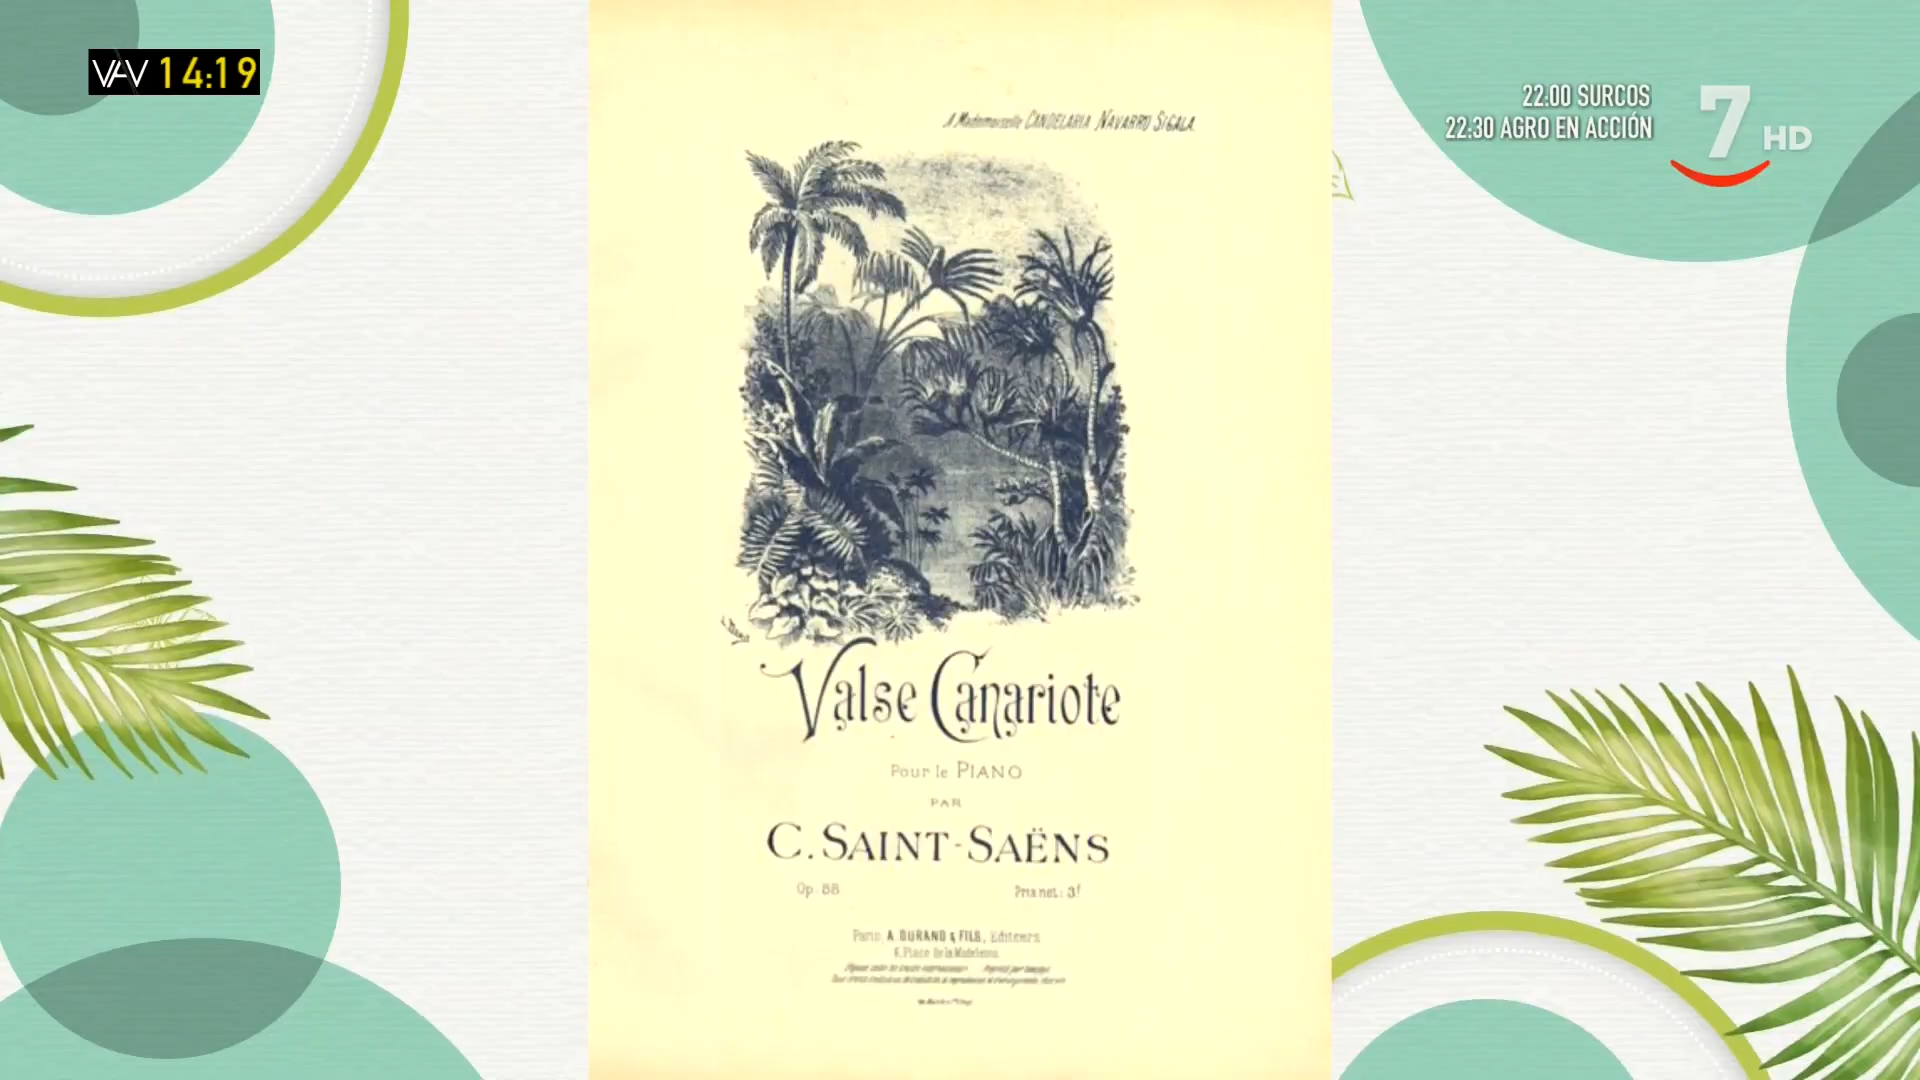 VAV 14:19
22:00 SURCOS
22:30 AGRO EN ACCIÓN
7 HD
A Mademoiselle CANDELARIA NAVARRO SIGALA
Valse Canariote
Pour le PIANO
PAR
C. SAINT-SAËNS
Op. 88
Prix net: 3f
Paris, A. DURAND & FILS, Editeurs
4, Place de la Madeleine